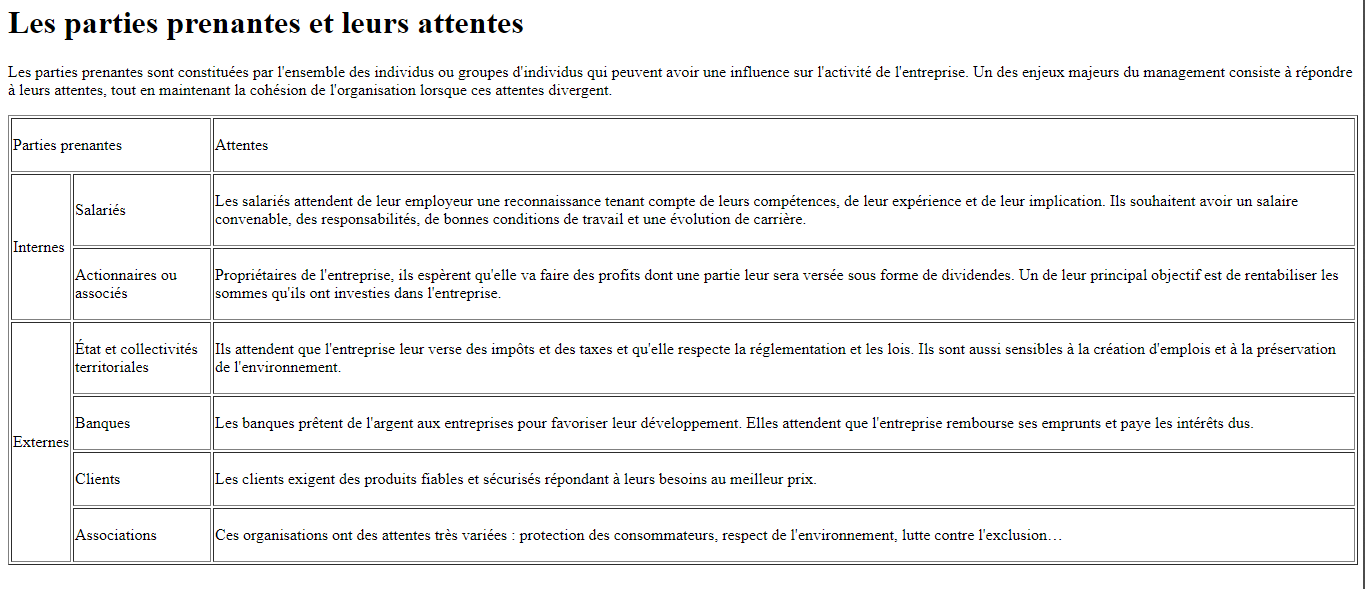 Les parties prenantes et leurs attentes
Les parties prenantes sont constituées par l'ensemble des individus ou groupes d'individus qui peuvent avoir une influence sur l'activité de l'entreprise. Un des enjeux majeurs du management consiste à répondre
à leurs attentes, tout en maintenant la cohésion de l'organisation lorsque ces attentes divergent.
Parties prenantes
Attentes
Internes
Salariés
Les salariés attendent de leur employeur une reconnaissance tenant compte de leurs compétences, de leur expérience et de leur implication. Ils souhaitent avoir un salaire
convenable, des responsabilités, de bonnes conditions de travail et une évolution de carrière.
Actionnaires ou
associés
Propriétaires de l'entreprise, ils espèrent qu'elle va faire des profits dont une partie leur sera versée sous forme de dividendes. Un de leur principal objectif est de rentabiliser les
sommes qu'ils ont investies dans l'entreprise.
Externes
État et collectivités
territoriales
Ils attendent que l'entreprise leur verse des impôts et des taxes et qu'elle respecte la réglementation et les lois. Ils sont aussi sensibles à la création d'emplois et à la préservation
de l'environnement.
Banques
Les banques prêtent de l'argent aux entreprises pour favoriser leur développement. Elles attendent que l'entreprise rembourse ses emprunts et paye les intérêts dus.
Clients
Les clients exigent des produits fiables et sécurisés répondant à leurs besoins au meilleur prix.
Associations
Ces organisations ont des attentes très variées : protection des consommateurs, respect de l'environnement, lutte contre l'exclusion…